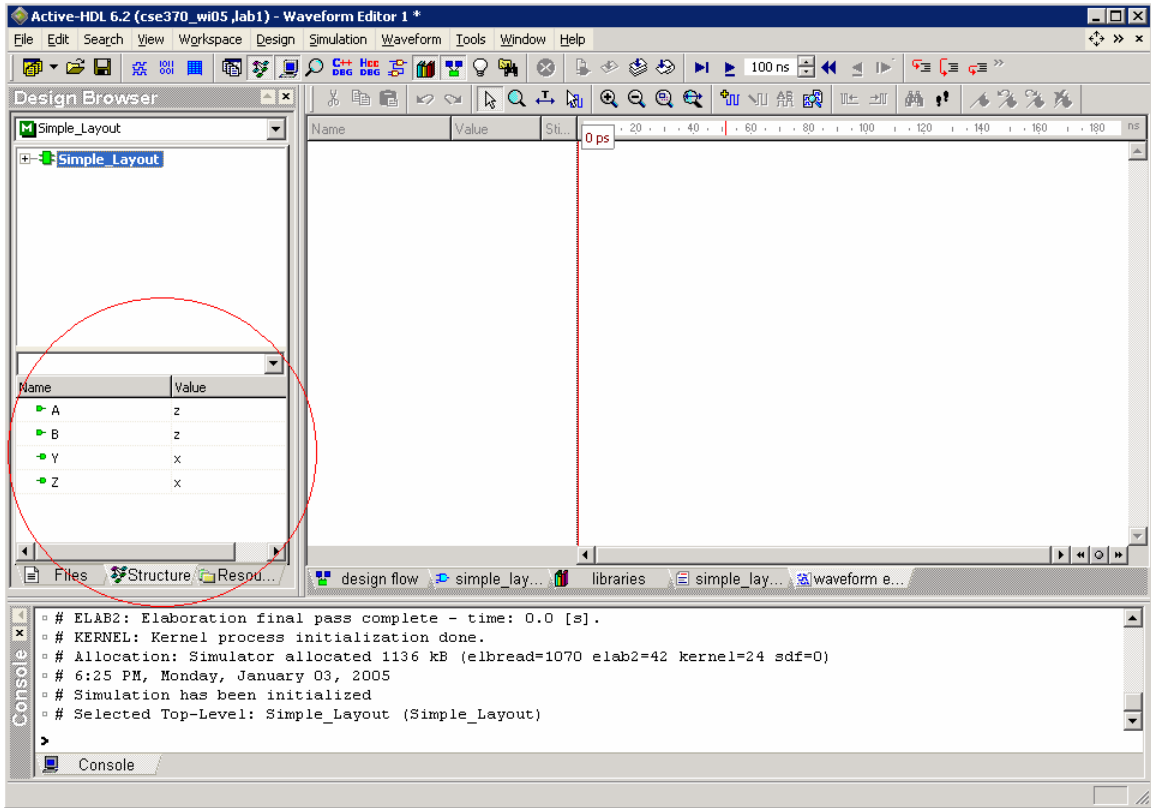 Active-HDL 6.2 (cse370_wi05 ,lab1) - Waveform Editor 1 *
File Edit Search View Workspace Design Simulation Waveform Tools Window Help
C++ DBG HDL DBG 100 ns
Design Browser
Simple_Layout
Simple_Layout
Name Value Sti...
0 ps
20 40 60 80 100 120 140 160 180 ns
Name Value
A z
B z
Y x
Z x
Files Structure Resou...
design flow simple_lay... libraries simple_lay... waveform e...
# ELAB2: Elaboration final pass complete - time: 0.0 [s].
# KERNEL: Kernel process initialization done.
# Allocation: Simulator allocated 1136 kB (elbread=1070 elab2=42 kernel=24 sdf=0)
# 6:25 PM, Monday, January 03, 2005
# Simulation has been initialized
# Selected Top-Level: Simple_Layout (Simple_Layout)
>
Console
Console